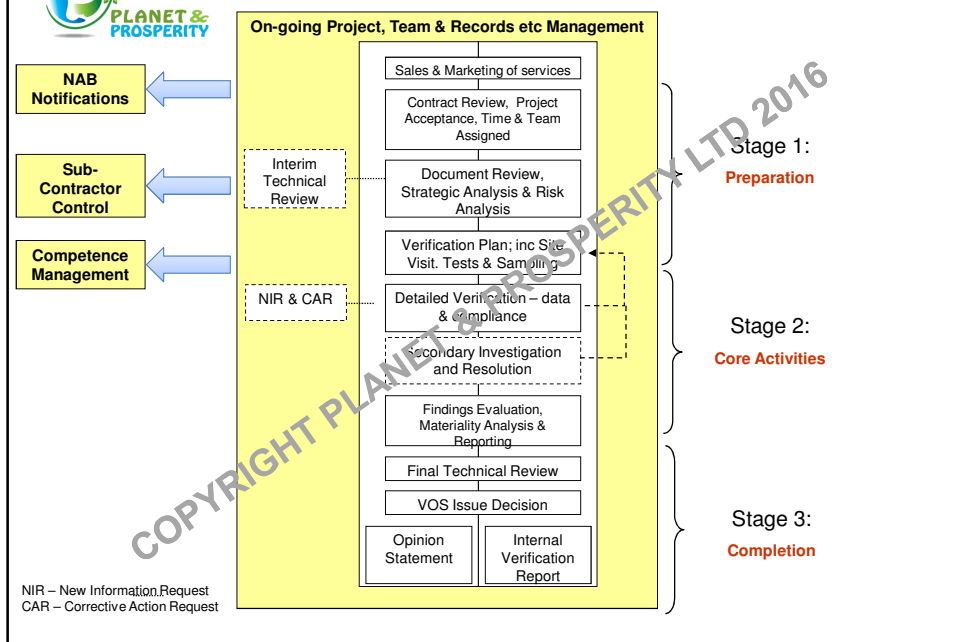 PLANET &
PROSPERITY
On-going Project, Team & Records etc Management
NAB
Notifications
Sub-
Contractor
Control
Competence
Management
Sales & Marketing of services
Contract Review, Project
Acceptance, Time & Team
Assigned
Interim
Technical
Review
Document Review,
Strategic Analysis & Risk
Analysis
Verification Plan; inc Site
Visit. Tests & Sampling
NIR & CAR
Detailed Verification – data
& compliance
Secondary Investigation
and Resolution
Findings Evaluation,
Materiality Analysis &
Reporting
Final Technical Review
VOS Issue Decision
Opinion
Statement
Internal
Verification
Report
Stage 1:
Preparation
Stage 2:
Core Activities
Stage 3:
Completion
NIR – New Information Request
CAR – Corrective Action Request
COPYRIGHT PLANET & PROSPERITY LTD 2016